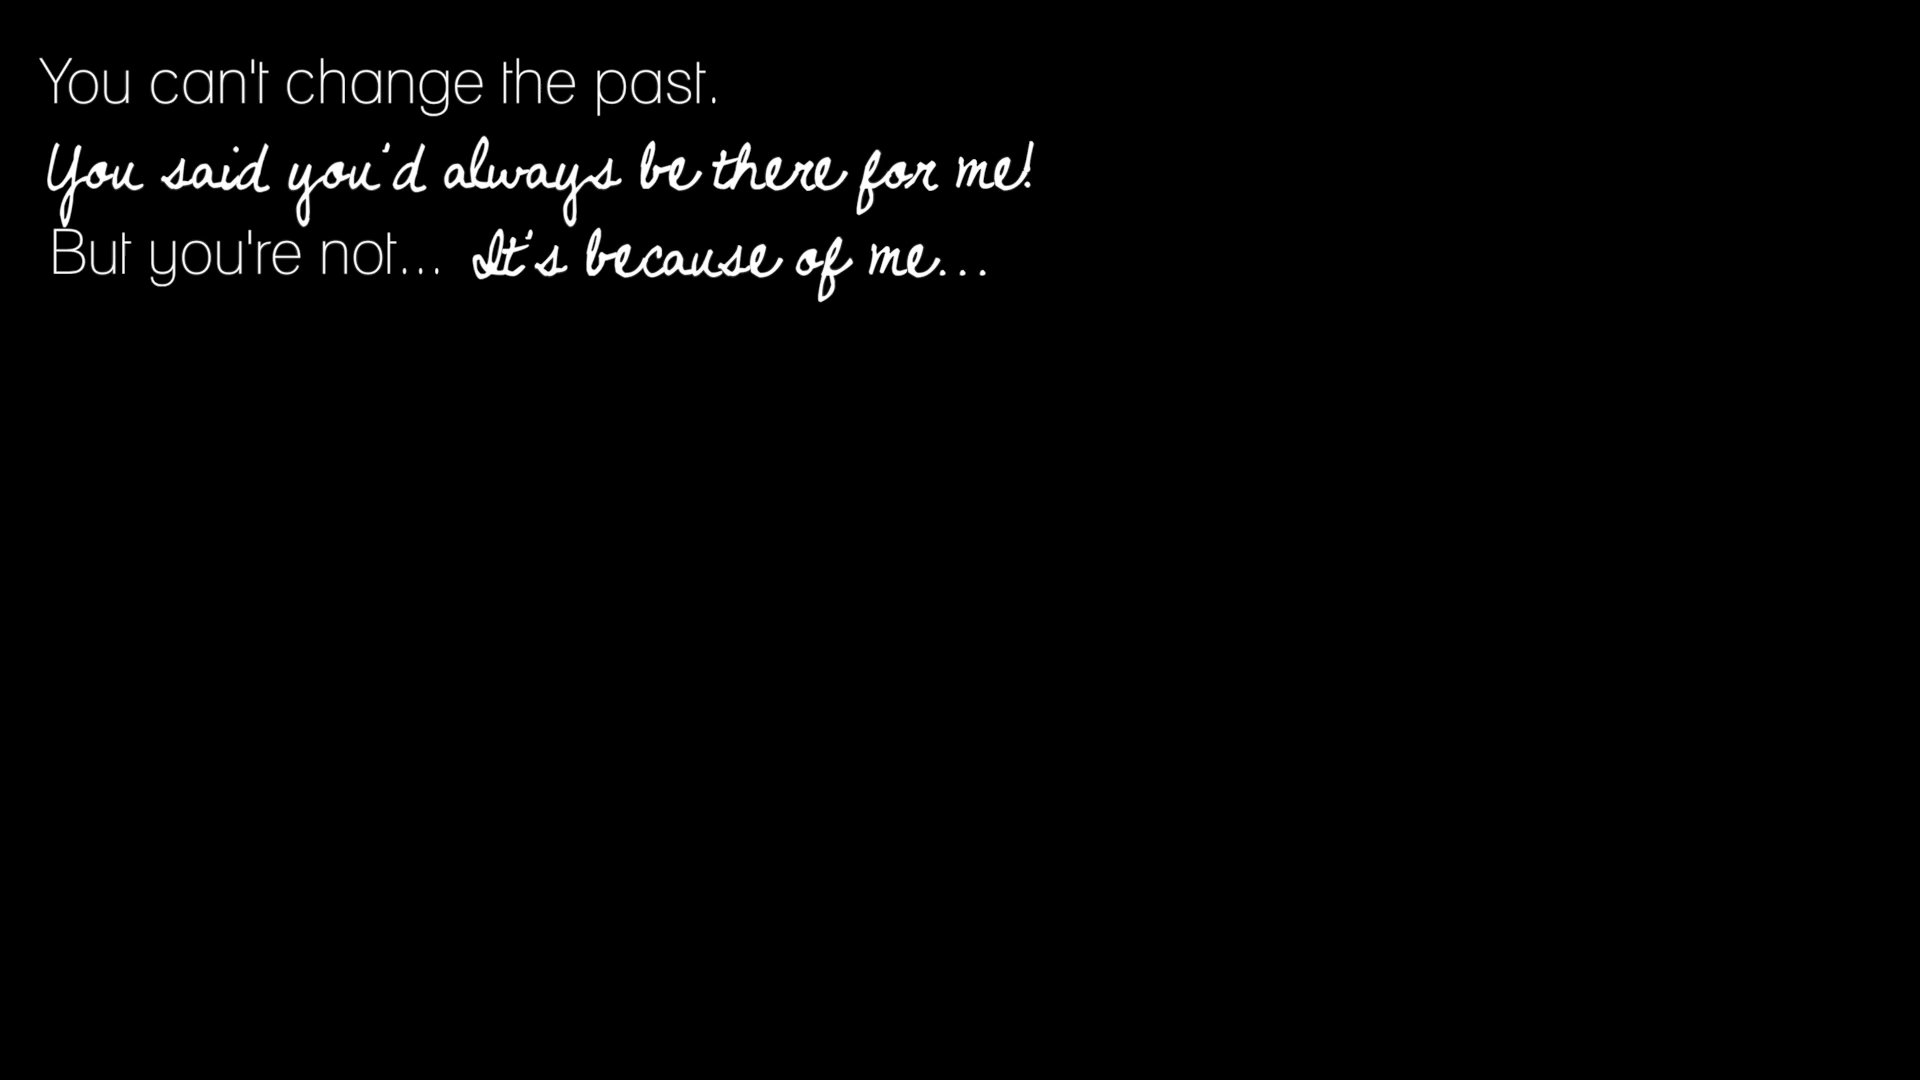 You can't change the past.
You said you'd always be there for me!
But you're not... It's because of me...